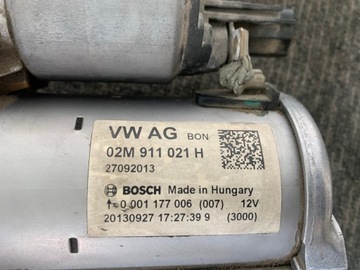 VW AG BON
02M 911 021 H
27092013
BOSCH Made in Hungary
0 001 177 006 (007) 12V
20130927 17:27:39 9 (3000)